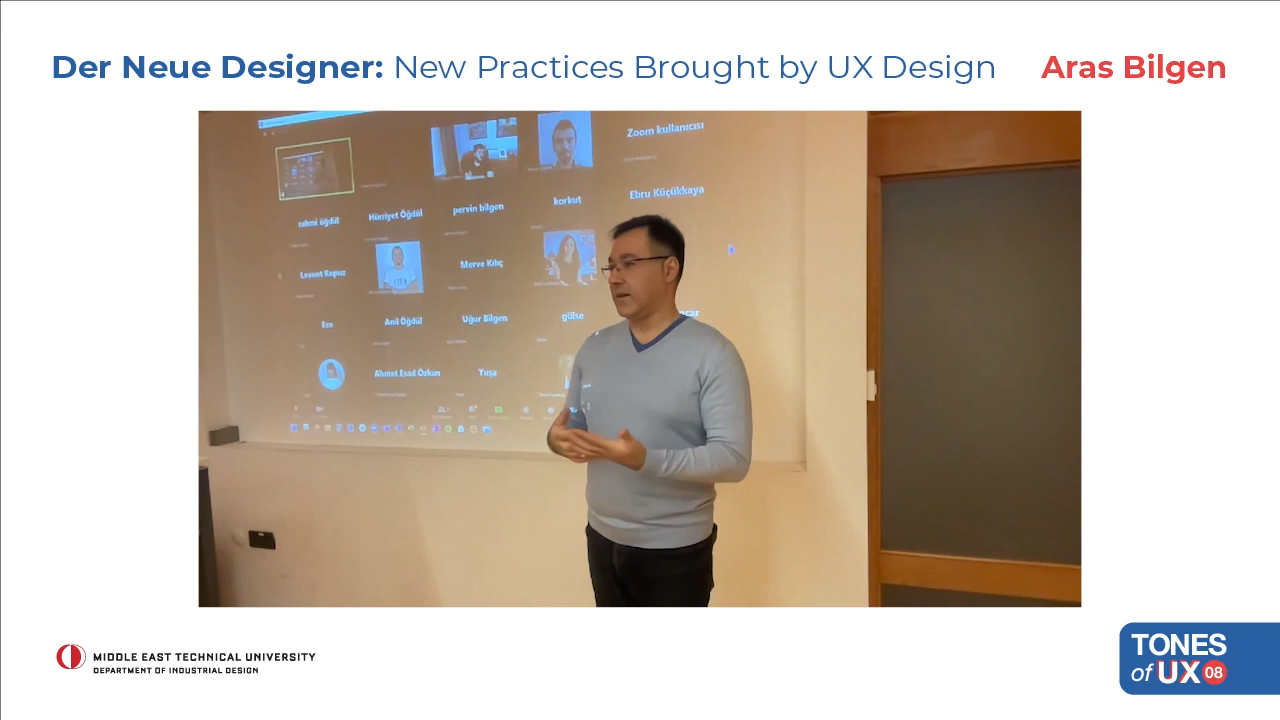 Der Neue Designer: New Practices Brought by UX Design
Aras Bilgen
Zoom kullanıcısı
rahmi öğdül
Hürriyet Öğdül
pervin bilgen
korkut
Ebru Küçükkaya
Levent Kupuz
Merve Kılıç
Ece
Anıl Öğdül
Uğur Bilgen
gülse
Ahmet Esad Özkan
Yuşa
MIDDLE EAST TECHNICAL UNIVERSITY
DEPARTMENT OF INDUSTRIAL DESIGN
TONES
of UX 08